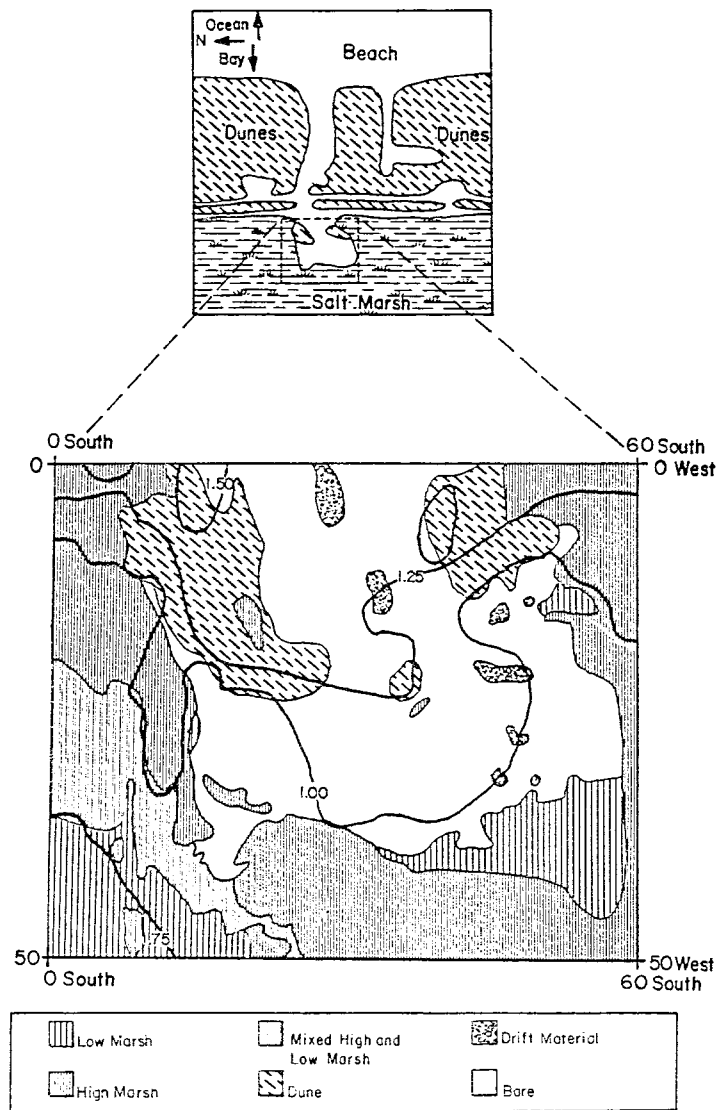 Ocean
N
Bay
Beach
Dunes
Dunes
Salt Marsh
0 South
60 South
0
0 West
1.50
1.25
1.00
.75
50
50 West
0 South
60 South
Low Marsh
Mixed High and
Low Marsh
Drift Material
High Marsh
Dune
Bare